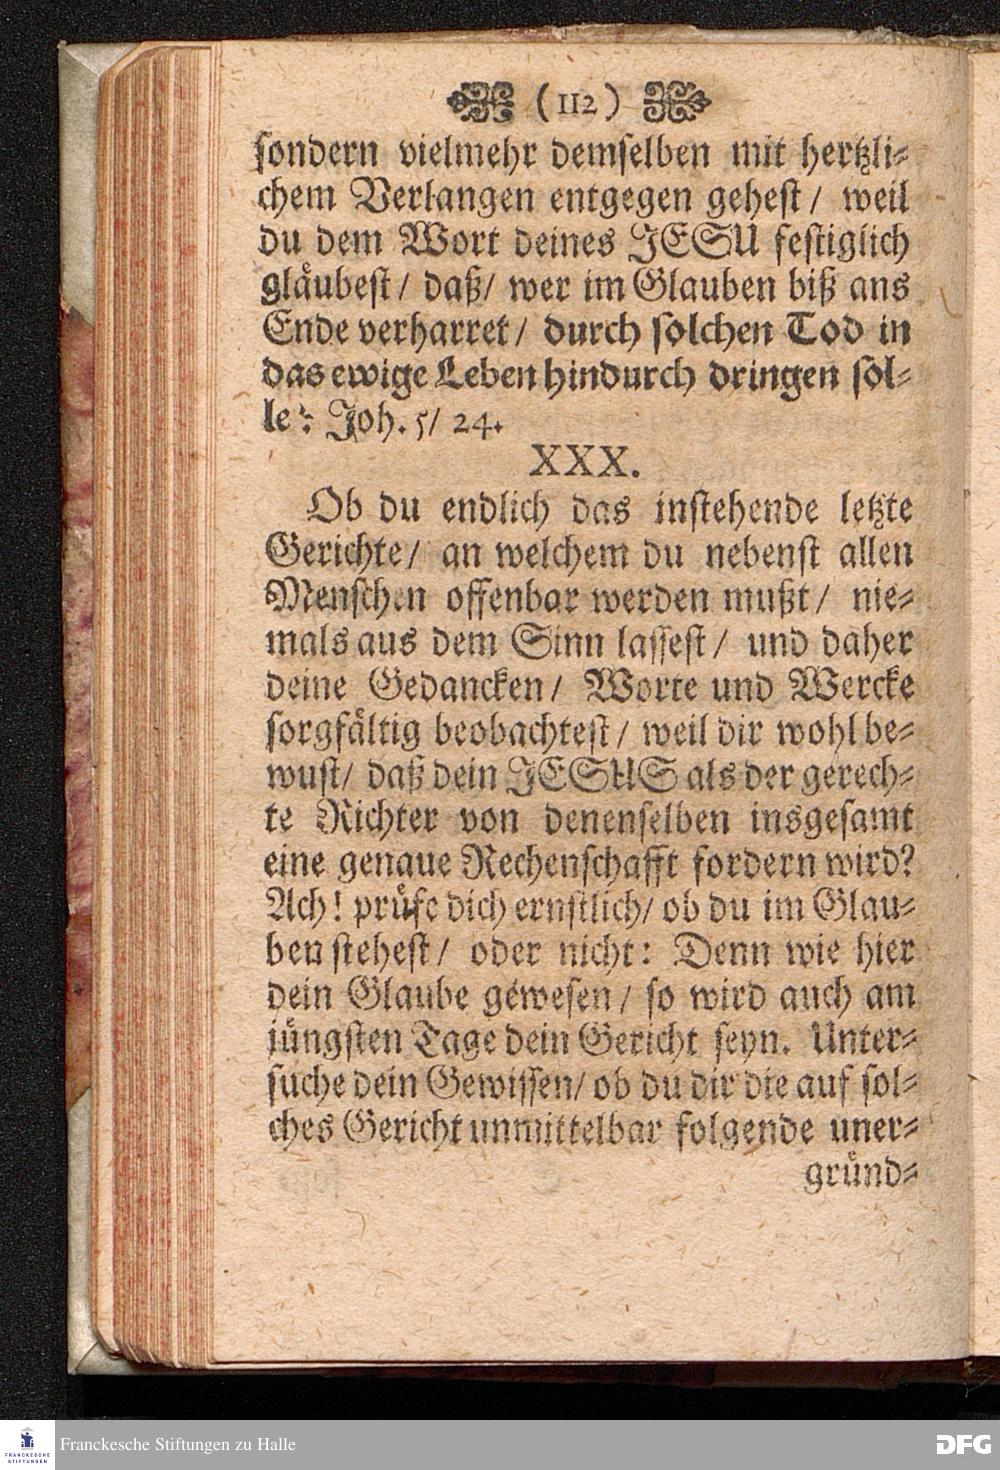 (112)
sondern vielmehr demselben mit hertzli-
chem Verlangen entgegen gehest/ weil
du dem Wort deines JESU festiglich
gläubest/ daß/ wer im Glauben biß ans
Ende verharret/ durch solchen Tod in
das ewige Leben hindurch dringen sol-
le: Joh. 5/ 24.
XXX.
Ob du endlich das instehende letzte
Gerichte/ an welchem du nebenst allen
Menschen offenbar werden mußt/ nie-
mals aus dem Sinn lassest/ und daher
deine Gedancken/ Worte und Wercke
sorgfältig beobachtest/ weil dir wohl be-
wust/ daß dein JESUS als der gerech-
te Richter von denenselben insgesamt
eine genaue Rechenschafft fordern wird?
Ach! prüfe dich ernstlich/ ob du im Glau-
ben stehest/ oder nicht: Denn wie hier
dein Glaube gewesen/ so wird auch am
jüngsten Tage dein Gericht seyn. Unter-
suche dein Gewissen/ ob du dir die auf sol-
ches Gericht unmittelbar folgende uner-
gründ-
FRANCKESCHE STIFTUNGEN
Franckesche Stiftungen zu Halle
DFG